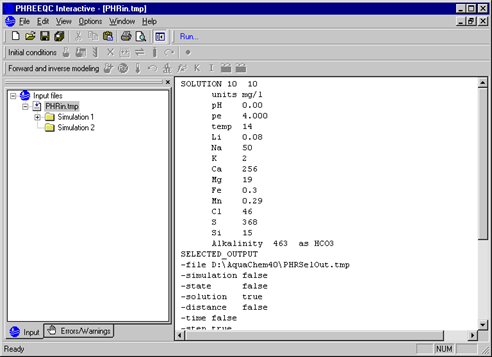 PHREEQC Interactive - [PHRin.tmp]
File Edit View Options Window Help
Run...
Initial conditions
Forward and inverse modeling
Input files
PHRin.tmp
Simulation 1
Simulation 2
Input
Errors/Warnings
SOLUTION 10 10
units mg/l
pH 0.00
pe 4.000
temp 14
Li 0.08
Na 50
K 2
Ca 256
Mg 19
Fe 0.3
Mn 0.29
Cl 46
S 368
Si 15
Alkalinity 463 as HCO3
SELECTED_OUTPUT
-file D:\AquaChem40\PHRSelOut.tmp
-simulation false
-state false
-solution true
-distance false
-time false
-step true
Ready
NUM